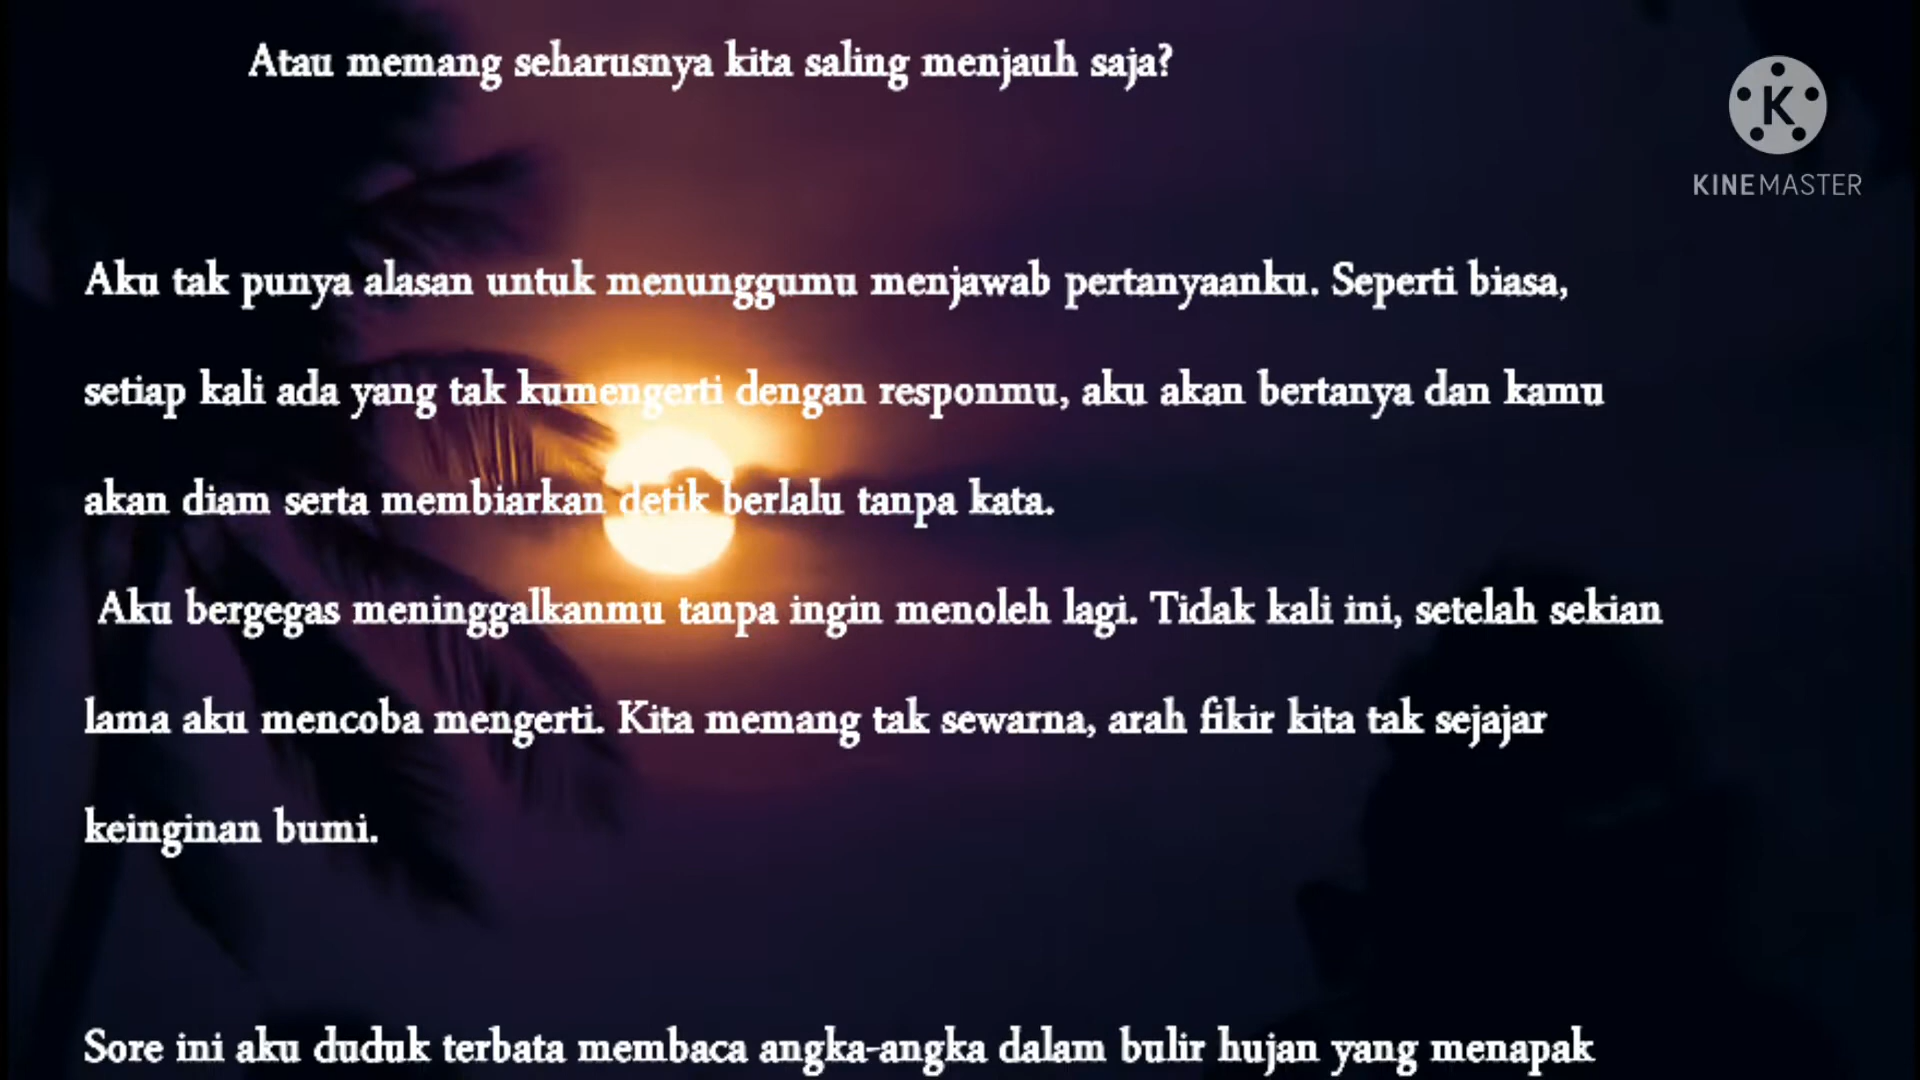 Atau memang seharusnya kita saling menjauh saja?
K
KINEMASTER
Aku tak punya alasan untuk menunggumu menjawab pertanyaanku. Seperti biasa,
setiap kali ada yang tak kumengerti dengan responmu, aku akan bertanya dan kamu
akan diam serta membiarkan detik berlalu tanpa kata.
Aku bergegas meninggalkanmu tanpa ingin menoleh lagi. Tidak kali ini, setelah sekian
lama aku mencoba mengerti. Kita memang tak sewarna, arah fikir kita tak sejajar
keinginan bumi.
Sore ini aku duduk terbata membaca angka-angka dalam bulir hujan yang menapak